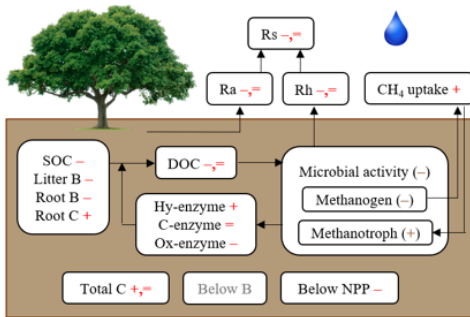 Rs –,=
Ra –,=
Rh –,=
CH₄ uptake +
SOC –
Litter B –
Root B –
Root C +
DOC –,=
Microbial activity (–)
Methanogen (–)
Methanotroph (+)
Hy-enzyme +
C-enzyme =
Ox-enzyme –
Total C +,=
Below B
Below NPP –